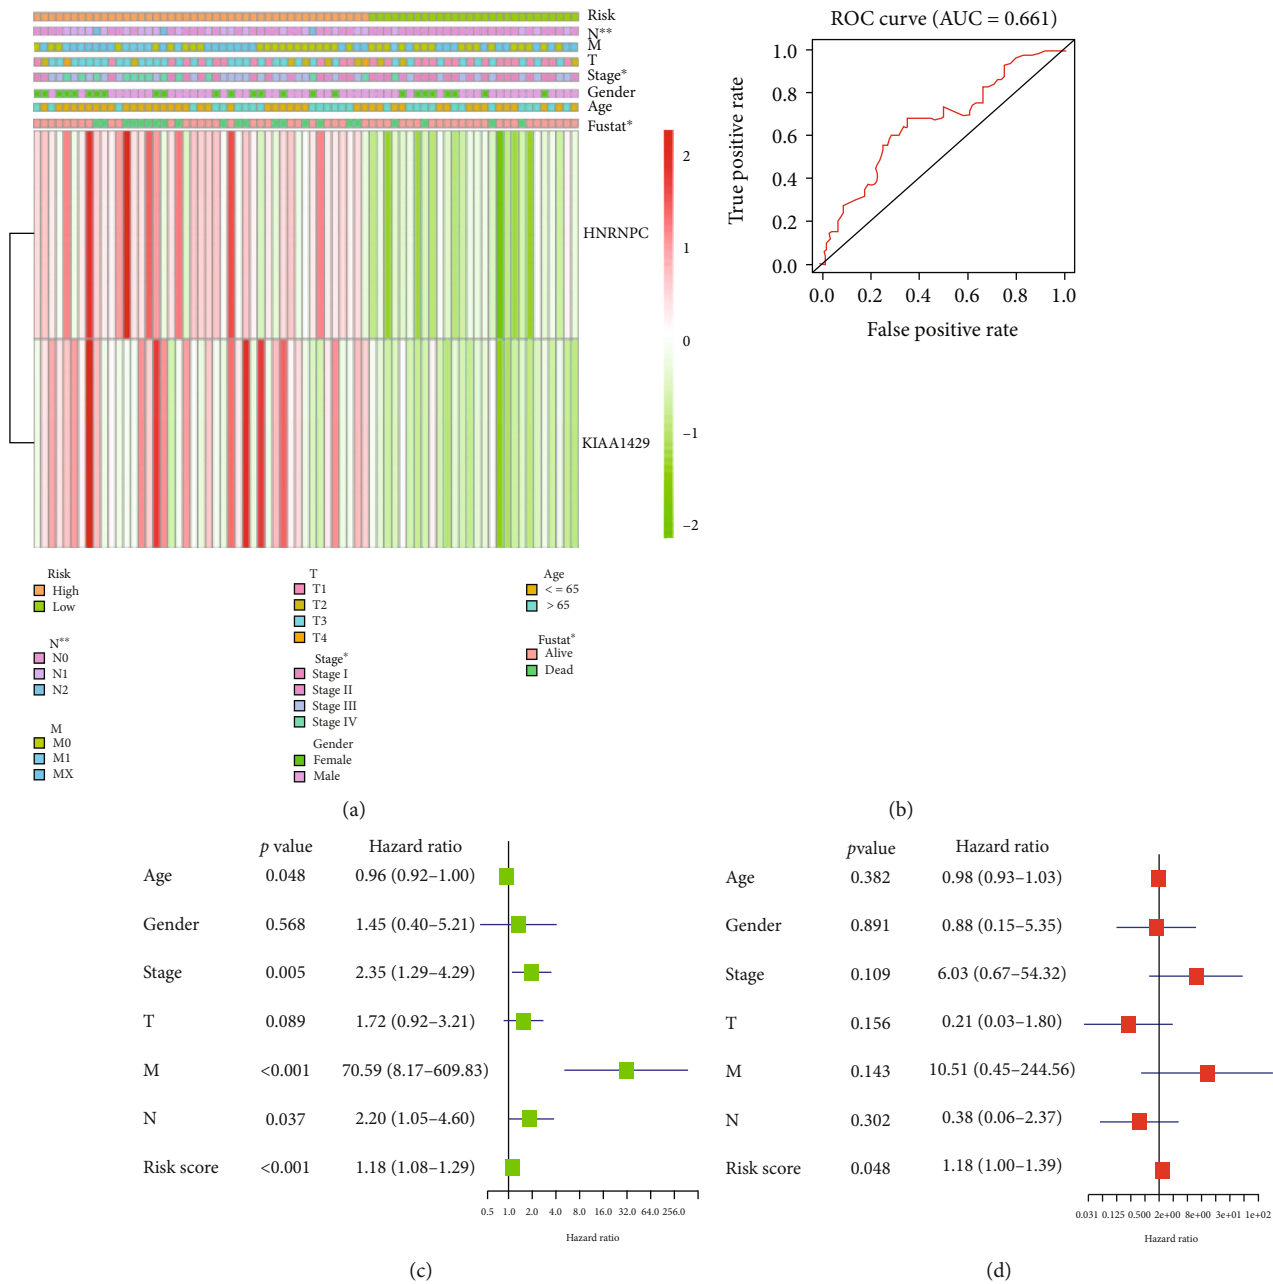 Risk
N**
M
T
Stage*
Gender
Age
Fustat*
HNRNPC
KIAA1429
2
1
0
–1
–2
Risk
High
Low
N**
N0
N1
N2
M
M0
M1
MX
T
T1
T2
T3
T4
Stage*
Stage I
Stage II
Stage III
Stage IV
Gender
Female
Male
Age
< = 65
> 65
Fustat*
Alive
Dead
(a)
ROC curve (AUC = 0.661)
True positive rate
1.0
0.8
0.6
0.4
0.2
0.0
0.0 0.2 0.4 0.6 0.8 1.0
False positive rate
(b)
p value Hazard ratio
Age 0.048 0.96 (0.92–1.00)
Gender 0.568 1.45 (0.40–5.21)
Stage 0.005 2.35 (1.29–4.29)
T 0.089 1.72 (0.92–3.21)
M <0.001 70.59 (8.17–609.83)
N 0.037 2.20 (1.05–4.60)
Risk score <0.001 1.18 (1.08–1.29)
0.5 1.0 2.0 4.0 8.0 16.0 32.0 64.0 256.0
Hazard ratio
(c)
pvalue Hazard ratio
Age 0.382 0.98 (0.93–1.03)
Gender 0.891 0.88 (0.15–5.35)
Stage 0.109 6.03 (0.67–54.32)
T 0.156 0.21 (0.03–1.80)
M 0.143 10.51 (0.45–244.56)
N 0.302 0.38 (0.06–2.37)
Risk score 0.048 1.18 (1.00–1.39)
0.031 0.125 0.500 2e+00 8e+00 3e+01 1e+02
Hazard ratio
(d)